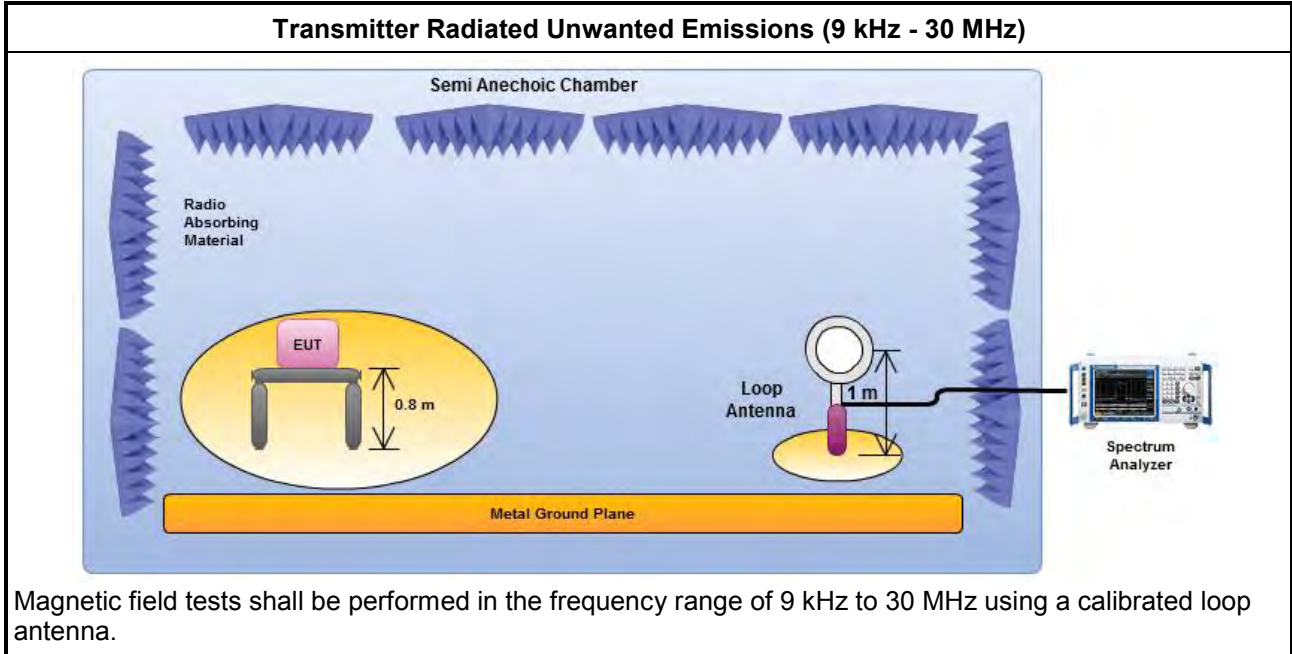 Transmitter Radiated Unwanted Emissions (9 kHz - 30 MHz)
Semi Anechoic Chamber
Radio
Absorbing
Material
EUT
0.8 m
Loop
Antenna
1 m
Spectrum
Analyzer
Metal Ground Plane
Magnetic field tests shall be performed in the frequency range of 9 kHz to 30 MHz using a calibrated loop
antenna.